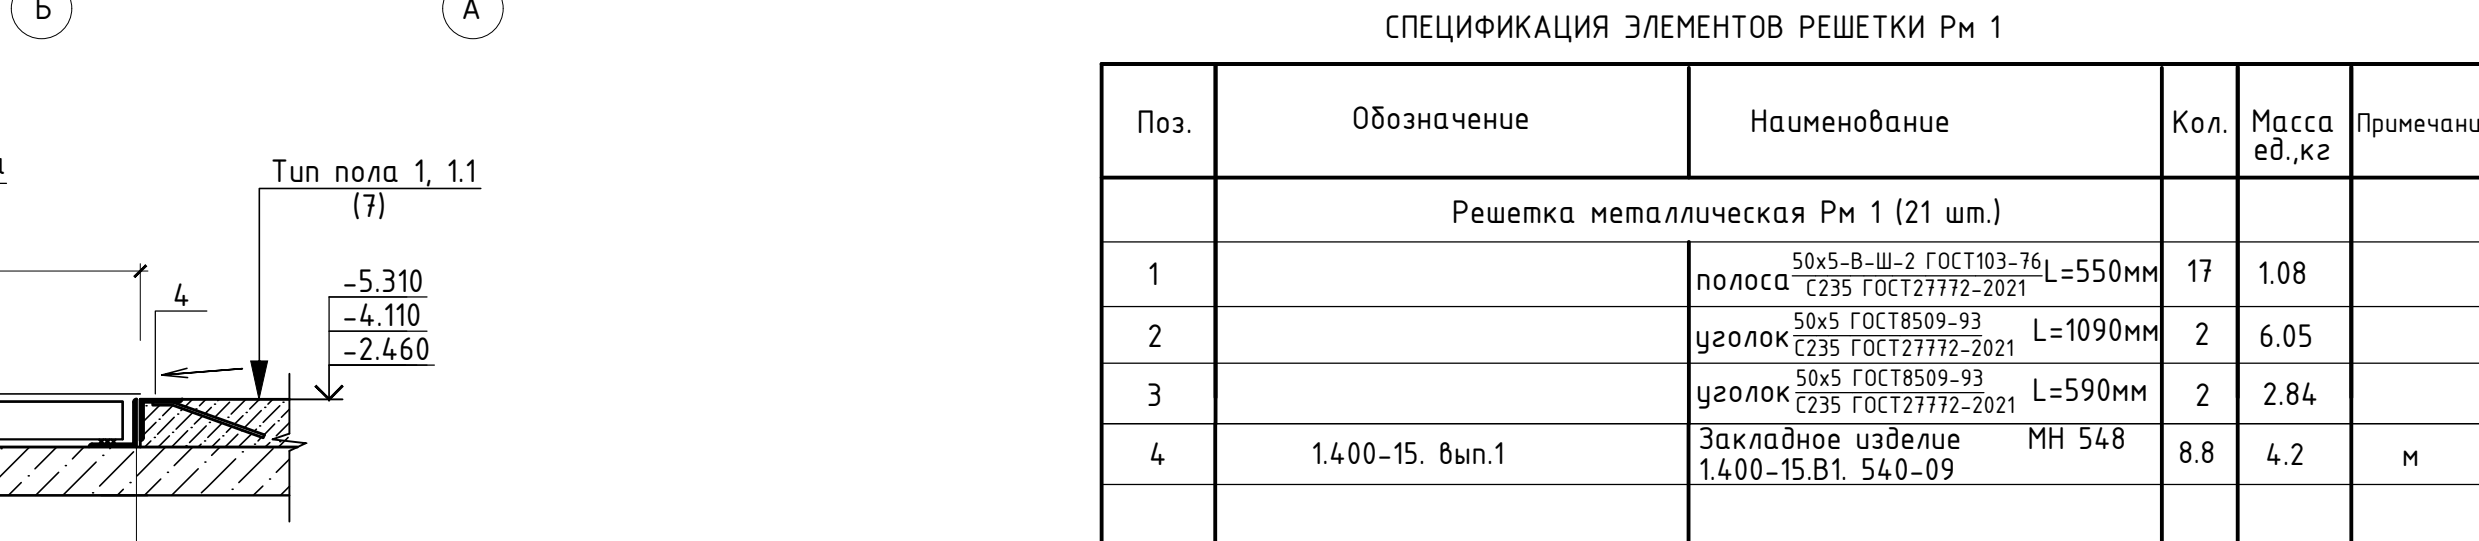 Б
А
Тип пола 1, 1.1
(7)
4
-5.310
-4.110
-2.460
СПЕЦИФИКАЦИЯ ЭЛЕМЕНТОВ РЕШЕТКИ Рм 1
Поз. Обозначение Наименование Кол. Масса ед.,кг Примечани
Решетка металлическая Рм 1 (21 шт.)
1 полоса 50х5-В-Ш-2 ГОСТ103-76 L=550мм 17 1.08
С235 ГОСТ27772-2021
2 уголок 50х5 ГОСТ8509-93 L=1090мм 2 6.05
С235 ГОСТ27772-2021
3 уголок 50х5 ГОСТ8509-93 L=590мм 2 2.84
С235 ГОСТ27772-2021
4 1.400-15. вып.1 Закладное изделие МН 548 8.8 4.2 м
1.400-15.В1. 540-09